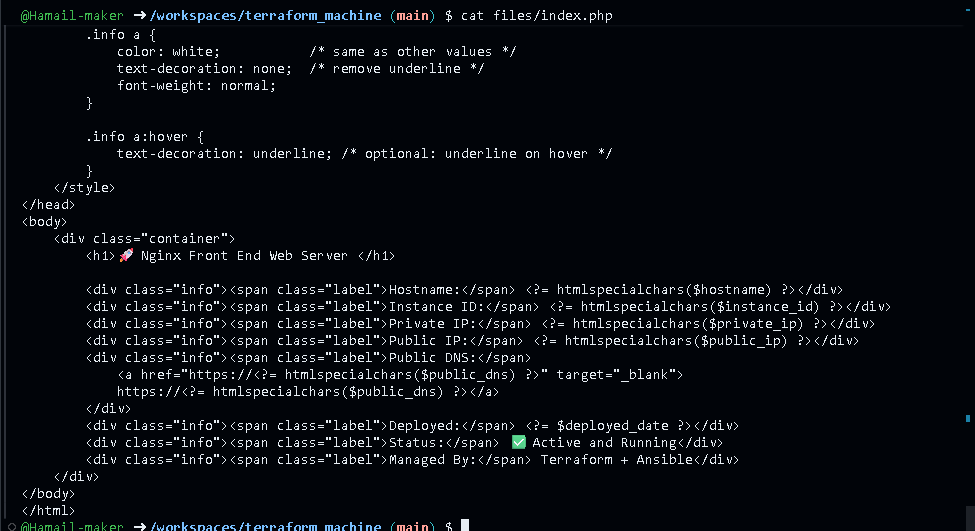 @Hamail-maker ➜ /workspaces/terraform_machine (main) $ cat files/index.php
        .info a {
            color: white;           /* same as other values */
            text-decoration: none;  /* remove underline */
            font-weight: normal;
        }

        .info a:hover {
            text-decoration: underline; /* optional: underline on hover */
        }
    </style>
</head>
<body>
    <div class="container">
        <h1>🚀 Nginx Front End Web Server </h1>

        <div class="info"><span class="label">Hostname:</span> <?= htmlspecialchars($hostname) ?></div>
        <div class="info"><span class="label">Instance ID:</span> <?= htmlspecialchars($instance_id) ?></div>
        <div class="info"><span class="label">Private IP:</span> <?= htmlspecialchars($private_ip) ?></div>
        <div class="info"><span class="label">Public IP:</span> <?= htmlspecialchars($public_ip) ?></div>
        <div class="info"><span class="label">Public DNS:</span>
            <a href="https://<?= htmlspecialchars($public_dns) ?>" target="_blank">
            https://<?= htmlspecialchars($public_dns) ?></a>
        </div>
        <div class="info"><span class="label">Deployed:</span> <?= $deployed_date ?></div>
        <div class="info"><span class="label">Status:</span> ✅ Active and Running</div>
        <div class="info"><span class="label">Managed By:</span> Terraform + Ansible</div>
    </div>
</body>
</html>
@Hamail-maker ➜ /workspaces/terraform_machine (main) $